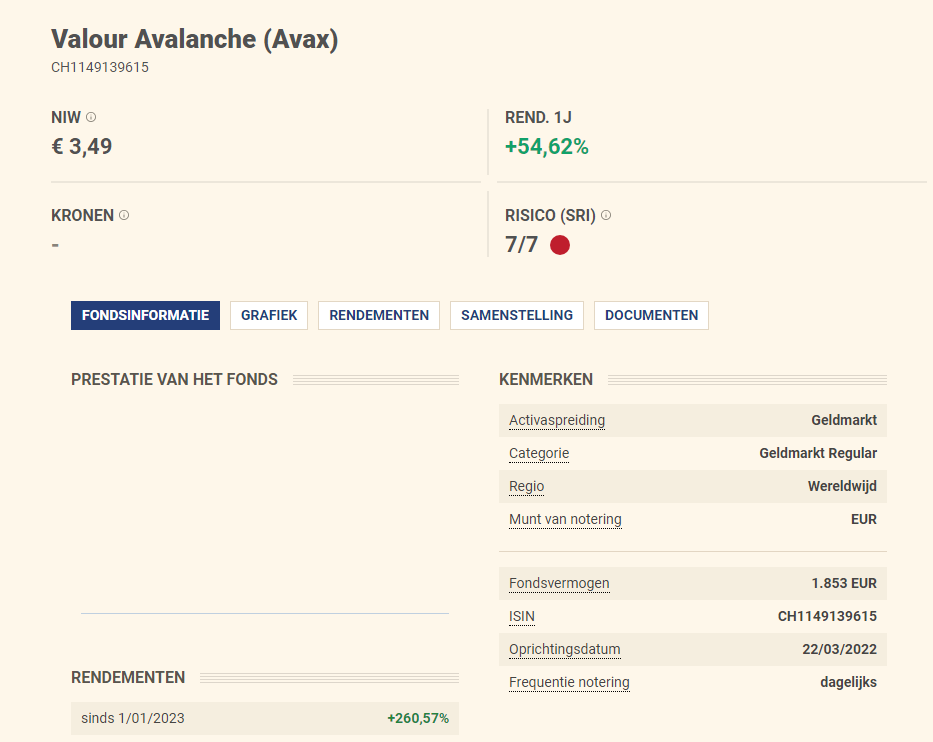 Valour Avalanche (Avax)
CH1149139615
NIW
€ 3,49
REND. 1J
+54,62%
KRONEN
-
RISICO (SRI)
7/7
FONDSINFORMATIE
GRAFIEK
RENDEMENTEN
SAMENSTELLING
DOCUMENTEN
PRESTATIE VAN HET FONDS
RENDEMENTEN
sinds 1/01/2023 +260,57%
KENMERKEN
Activaspreiding Geldmarkt
Categorie Geldmarkt Regular
Regio Wereldwijd
Munt van notering EUR
Fondsvermogen 1.853 EUR
ISIN CH1149139615
Oprichtingsdatum 22/03/2022
Frequentie notering dagelijks